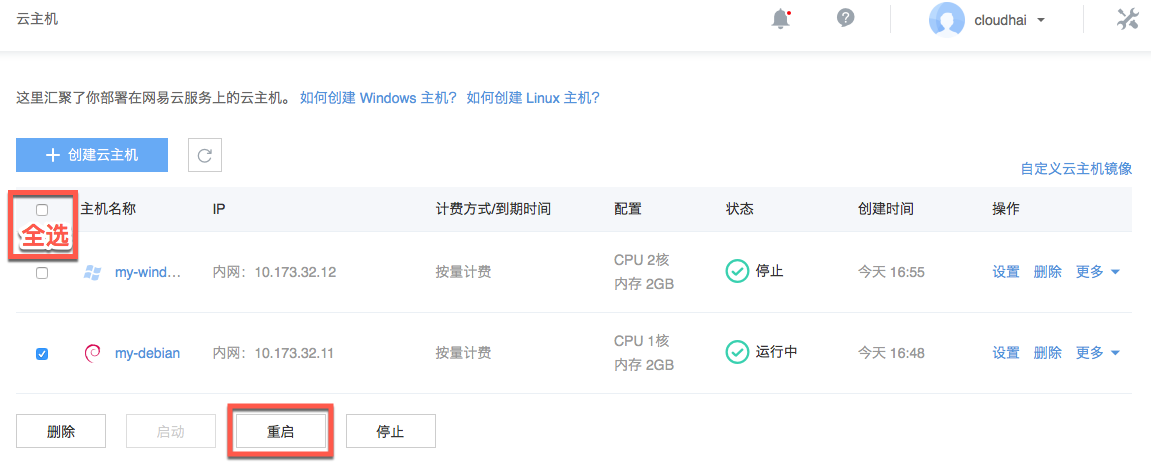 云主机
cloudhai
这里汇聚了你部署在网易云服务上的云主机。 如何创建 Windows 主机? 如何创建 Linux 主机?
创建云主机
自定义云主机镜像
主机名称 IP 计费方式/到期时间 配置 状态 创建时间 操作
全选
my-wind... 内网：10.173.32.12 按量计费 CPU 2核 停止 今天 16:55 设置 删除 更多
内存 2GB
my-debian 内网：10.173.32.11 按量计费 CPU 1核 运行中 今天 16:48 设置 删除 更多
内存 2GB
删除 启动 重启 停止